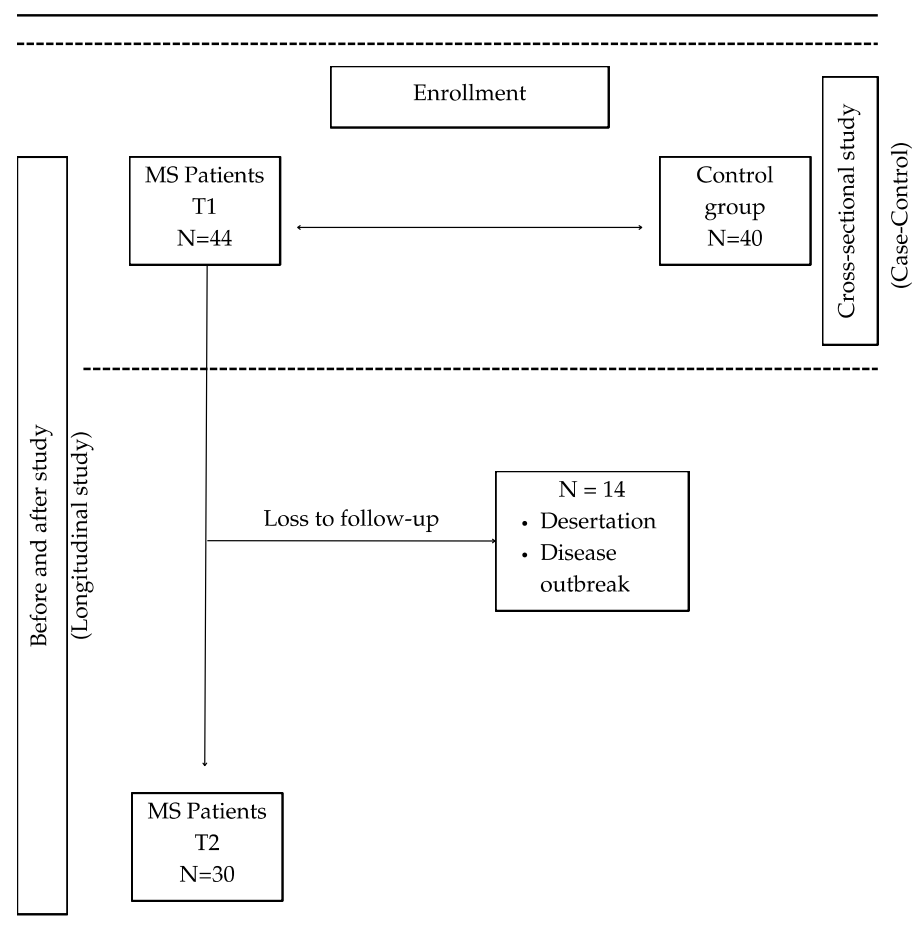 Enrollment
MS Patients
T1
N=44
Control
group
N=40
Cross-sectional study
(Case-Control)
Before and after study
(Longitudinal study)
Loss to follow-up
N = 14
• Desertation
• Disease
outbreak
MS Patients
T2
N=30